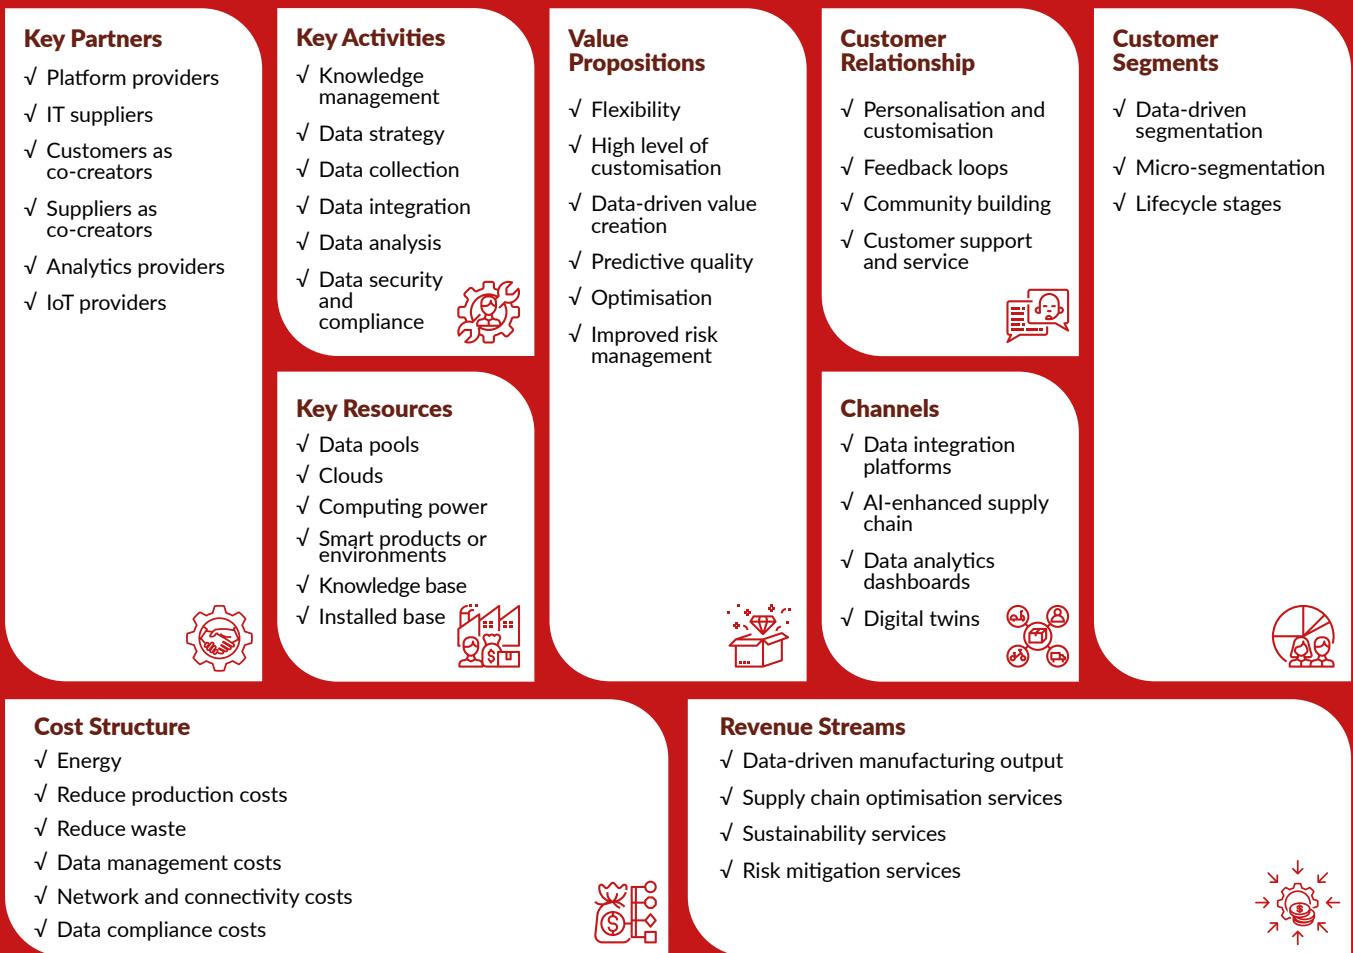 Key Partners
√ Platform providers
√ IT suppliers
√ Customers as
co-creators
√ Suppliers as
co-creators
√ Analytics providers
√ IoT providers
Key Activities
√ Knowledge
management
√ Data strategy
√ Data collection
√ Data integration
√ Data analysis
√ Data security
and
compliance
Key Resources
√ Data pools
√ Clouds
√ Computing power
√ Smart products or
environments
√ Knowledge base
√ Installed base
$
Value
Propositions
√ Flexibility
√ High level of
customisation
√ Data-driven value
creation
√ Predictive quality
√ Optimisation
√ Improved risk
management
Customer
Relationship
√ Personalisation and
customisation
√ Feedback loops
√ Community building
√ Customer support
and service
Channels
√ Data integration
platforms
√ AI-enhanced supply
chain
√ Data analytics
dashboards
√ Digital twins
Customer
Segments
√ Data-driven
segmentation
√ Micro-segmentation
√ Lifecycle stages
Cost Structure
√ Energy
√ Reduce production costs
√ Reduce waste
√ Data management costs
√ Network and connectivity costs
√ Data compliance costs
$
Revenue Streams
√ Data-driven manufacturing output
√ Supply chain optimisation services
√ Sustainability services
√ Risk mitigation services
$